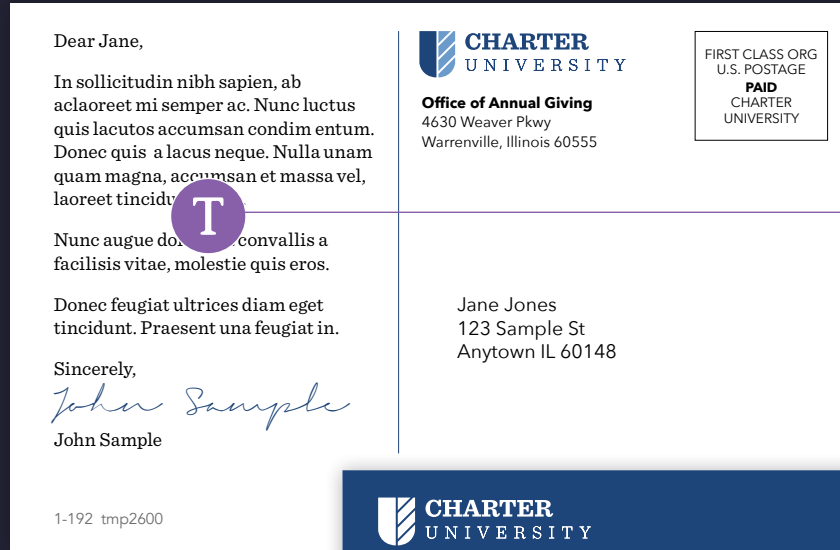 Dear Jane,
In sollicitudin nibh sapien, ab
aclaoreet mi semper ac. Nunc luctus
quis lacutos accumsan condim entum.
Donec quis a lacus neque. Nulla unam
quam magna, accumsan et massa vel,
laoreet
T
Nunc augue convallis a
facilisis vitae, molestie quis eros.
Donec feugiat ultrices diam eget
tincidunt. Praesent una feugiat in.
Sincerely,
John Sample
John Sample
1-192 tmp2600
CHARTER
UNIVERSITY
Office of Annual Giving
4630 Weaver Pkwy
Warrenville, Illinois 60555
FIRST CLASS ORG
U.S. POSTAGE
PAID
CHARTER
UNIVERSITY
Jane Jones
123 Sample St
Anytown IL 60148
CHARTER
UNIVERSITY